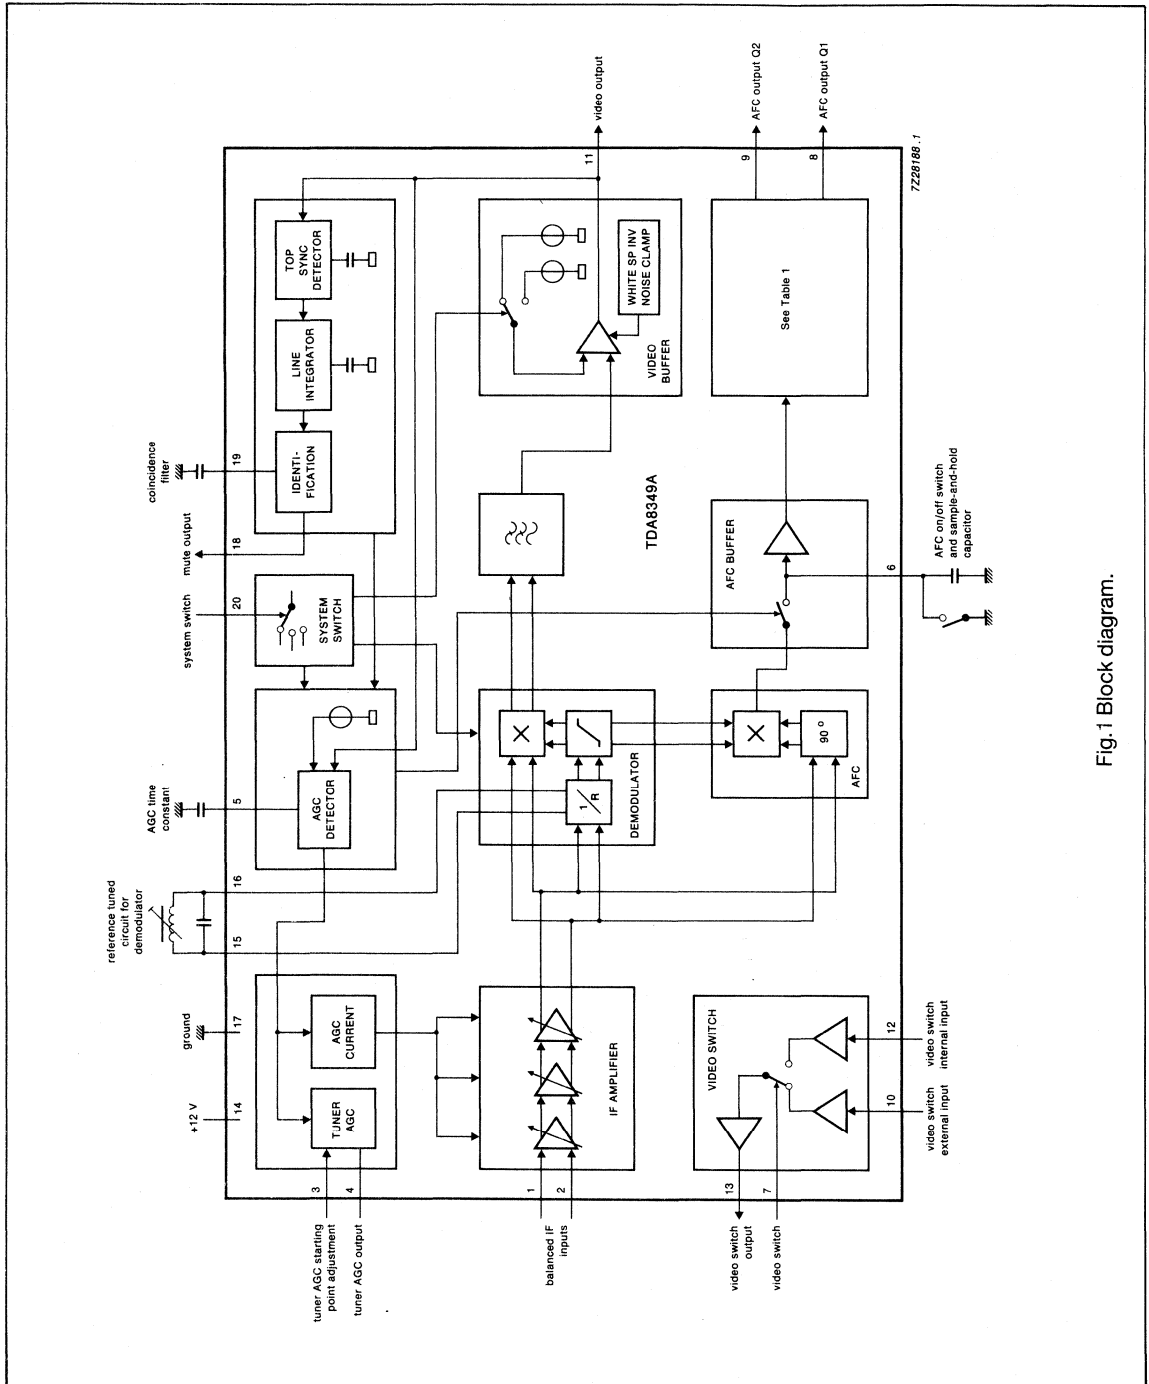 tuner AGC starting
point adjustment
tuner AGC output
3
4
+12 V
14
ground
17
reference tuned
circuit for
demodulator
15
16
AGC time
constant
5
system switch
20
mute output
18
coincidence
filter
19
TUNER
AGC
AGC
CURRENT
AGC
DETECTOR
SYSTEM
SWITCH
IDENTI-
FICATION
LINE
INTEGRATOR
TOP
SYNC
DETECTOR
balanced IF
inputs
1
2
IF AMPLIFIER
1/R
DEMODULATOR
TDA8349A
VIDEO
BUFFER
WHITE SP INV
NOISE CLAMP
11
video output
video switch
output
13
video switch
7
VIDEO SWITCH
10
video switch
external input
12
video switch
internal input
90°
AFC
AFC BUFFER
6
AFC on/off switch
and sample-and-hold
capacitor
See Table 1
9
AFC output Q2
8
AFC output Q1
7Z28188.1
Fig.1 Block diagram.